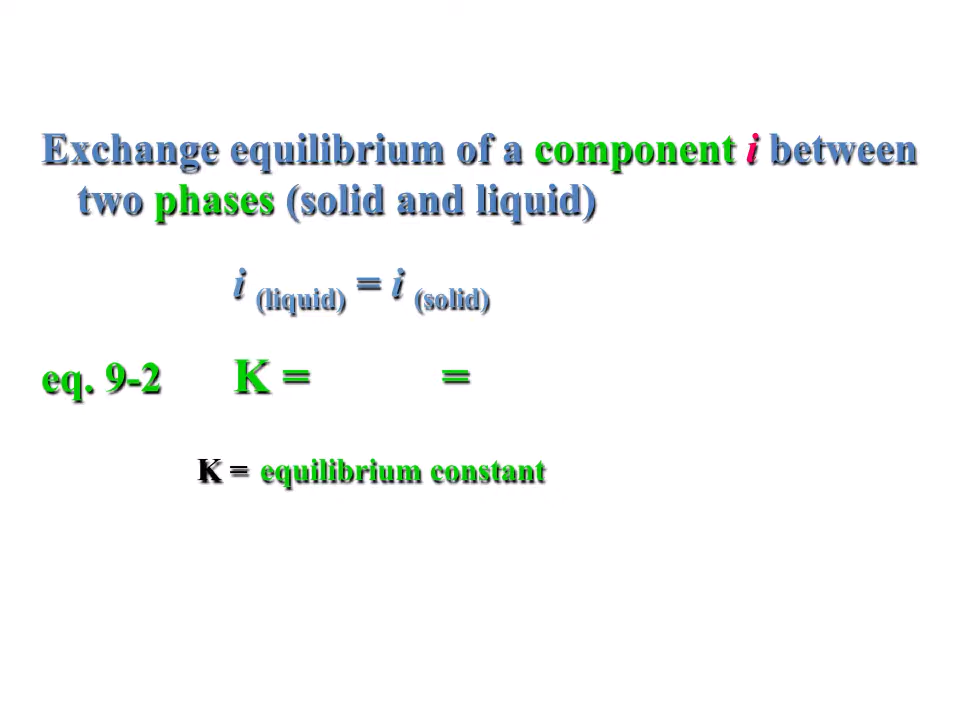 Exchange equilibrium of a component i between
two phases (solid and liquid)
i (liquid) = i (solid)
eq. 9-2 K = =
K = equilibrium constant